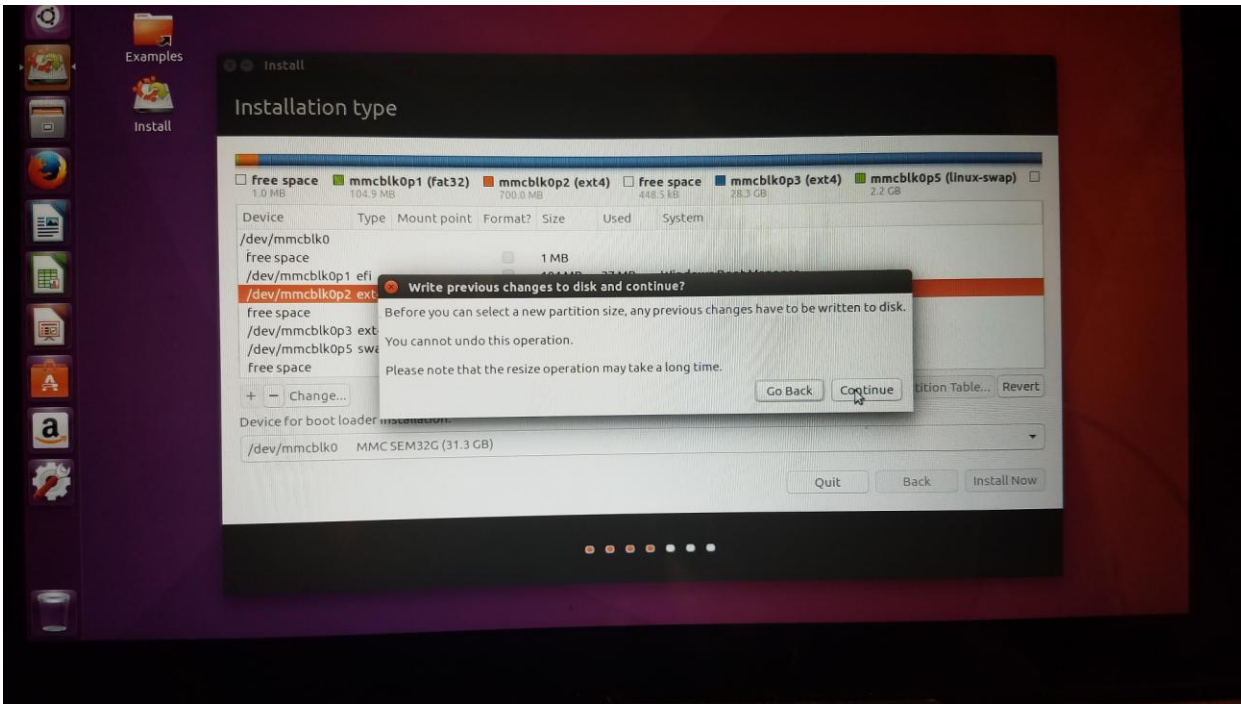 Examples
Install
Install
Installation type
free space mmcblk0p1 (fat32) mmcblk0p2 (ext4) free space mmcblk0p3 (ext4) mmcblk0p5 (linux-swap)
1.0 MB 104.9 MB 700.0 MB 448.5 kB 28.3 GB 2.2 GB
Device Type Mount point Format? Size Used System
/dev/mmcblk0
free space 1 MB
/dev/mmcblk0p1 efi
/dev/mmcblk0p2 ext
free space
/dev/mmcblk0p3 ext
/dev/mmcblk0p5 swa
free space
Write previous changes to disk and continue?
Before you can select a new partition size, any previous changes have to be written to disk.
You cannot undo this operation.
Please note that the resize operation may take a long time.
Go Back Continue
+ - Change... tition Table... Revert
Device for boot loader installation:
/dev/mmcblk0 MMC SEM32G (31.3 GB)
Quit Back Install Now